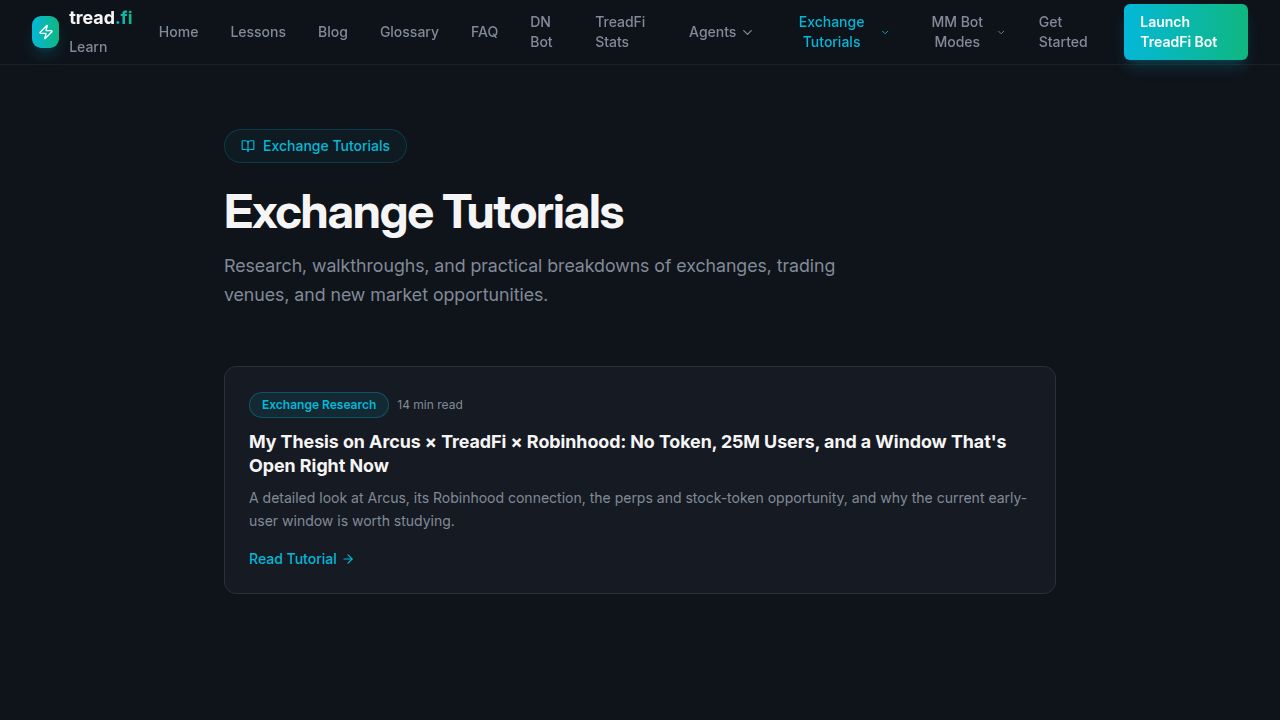 tread.fi
Learn
Home
Lessons
Blog
Glossary
FAQ
DN
Bot
TreadFi
Stats
Agents
Exchange
Tutorials
MM Bot
Modes
Get
Started
Launch
TreadFi Bot
Exchange Tutorials
Exchange Tutorials
Research, walkthroughs, and practical breakdowns of exchanges, trading
venues, and new market opportunities.
Exchange Research
14 min read
My Thesis on Arcus × TreadFi × Robinhood: No Token, 25M Users, and a Window That's
Open Right Now
A detailed look at Arcus, its Robinhood connection, the perps and stock-token opportunity, and why the current early-
user window is worth studying.
Read Tutorial →